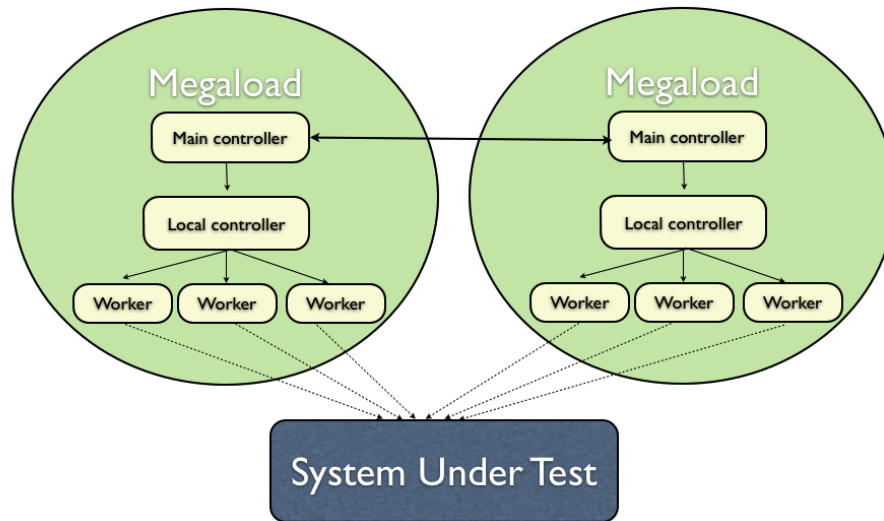 Megaload
Megaload
Main controller
Main controller
Local controller
Local controller
Worker
Worker
Worker
Worker
Worker
Worker
System Under Test